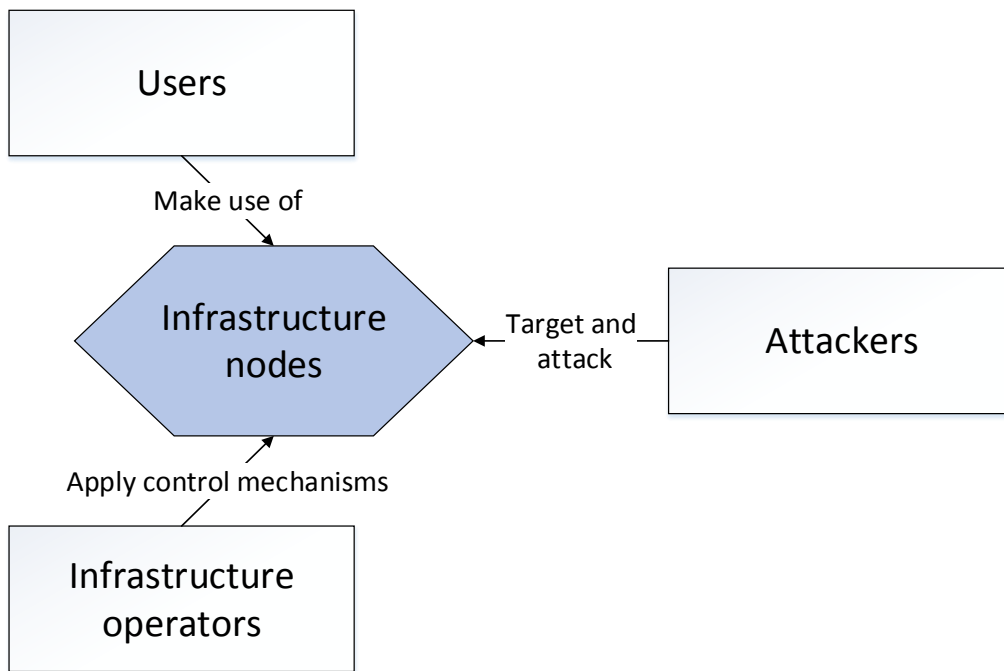 Users
Make use of
Infrastructure
nodes
Target and
attack
Attackers
Apply control mechanisms
Infrastructure
operators